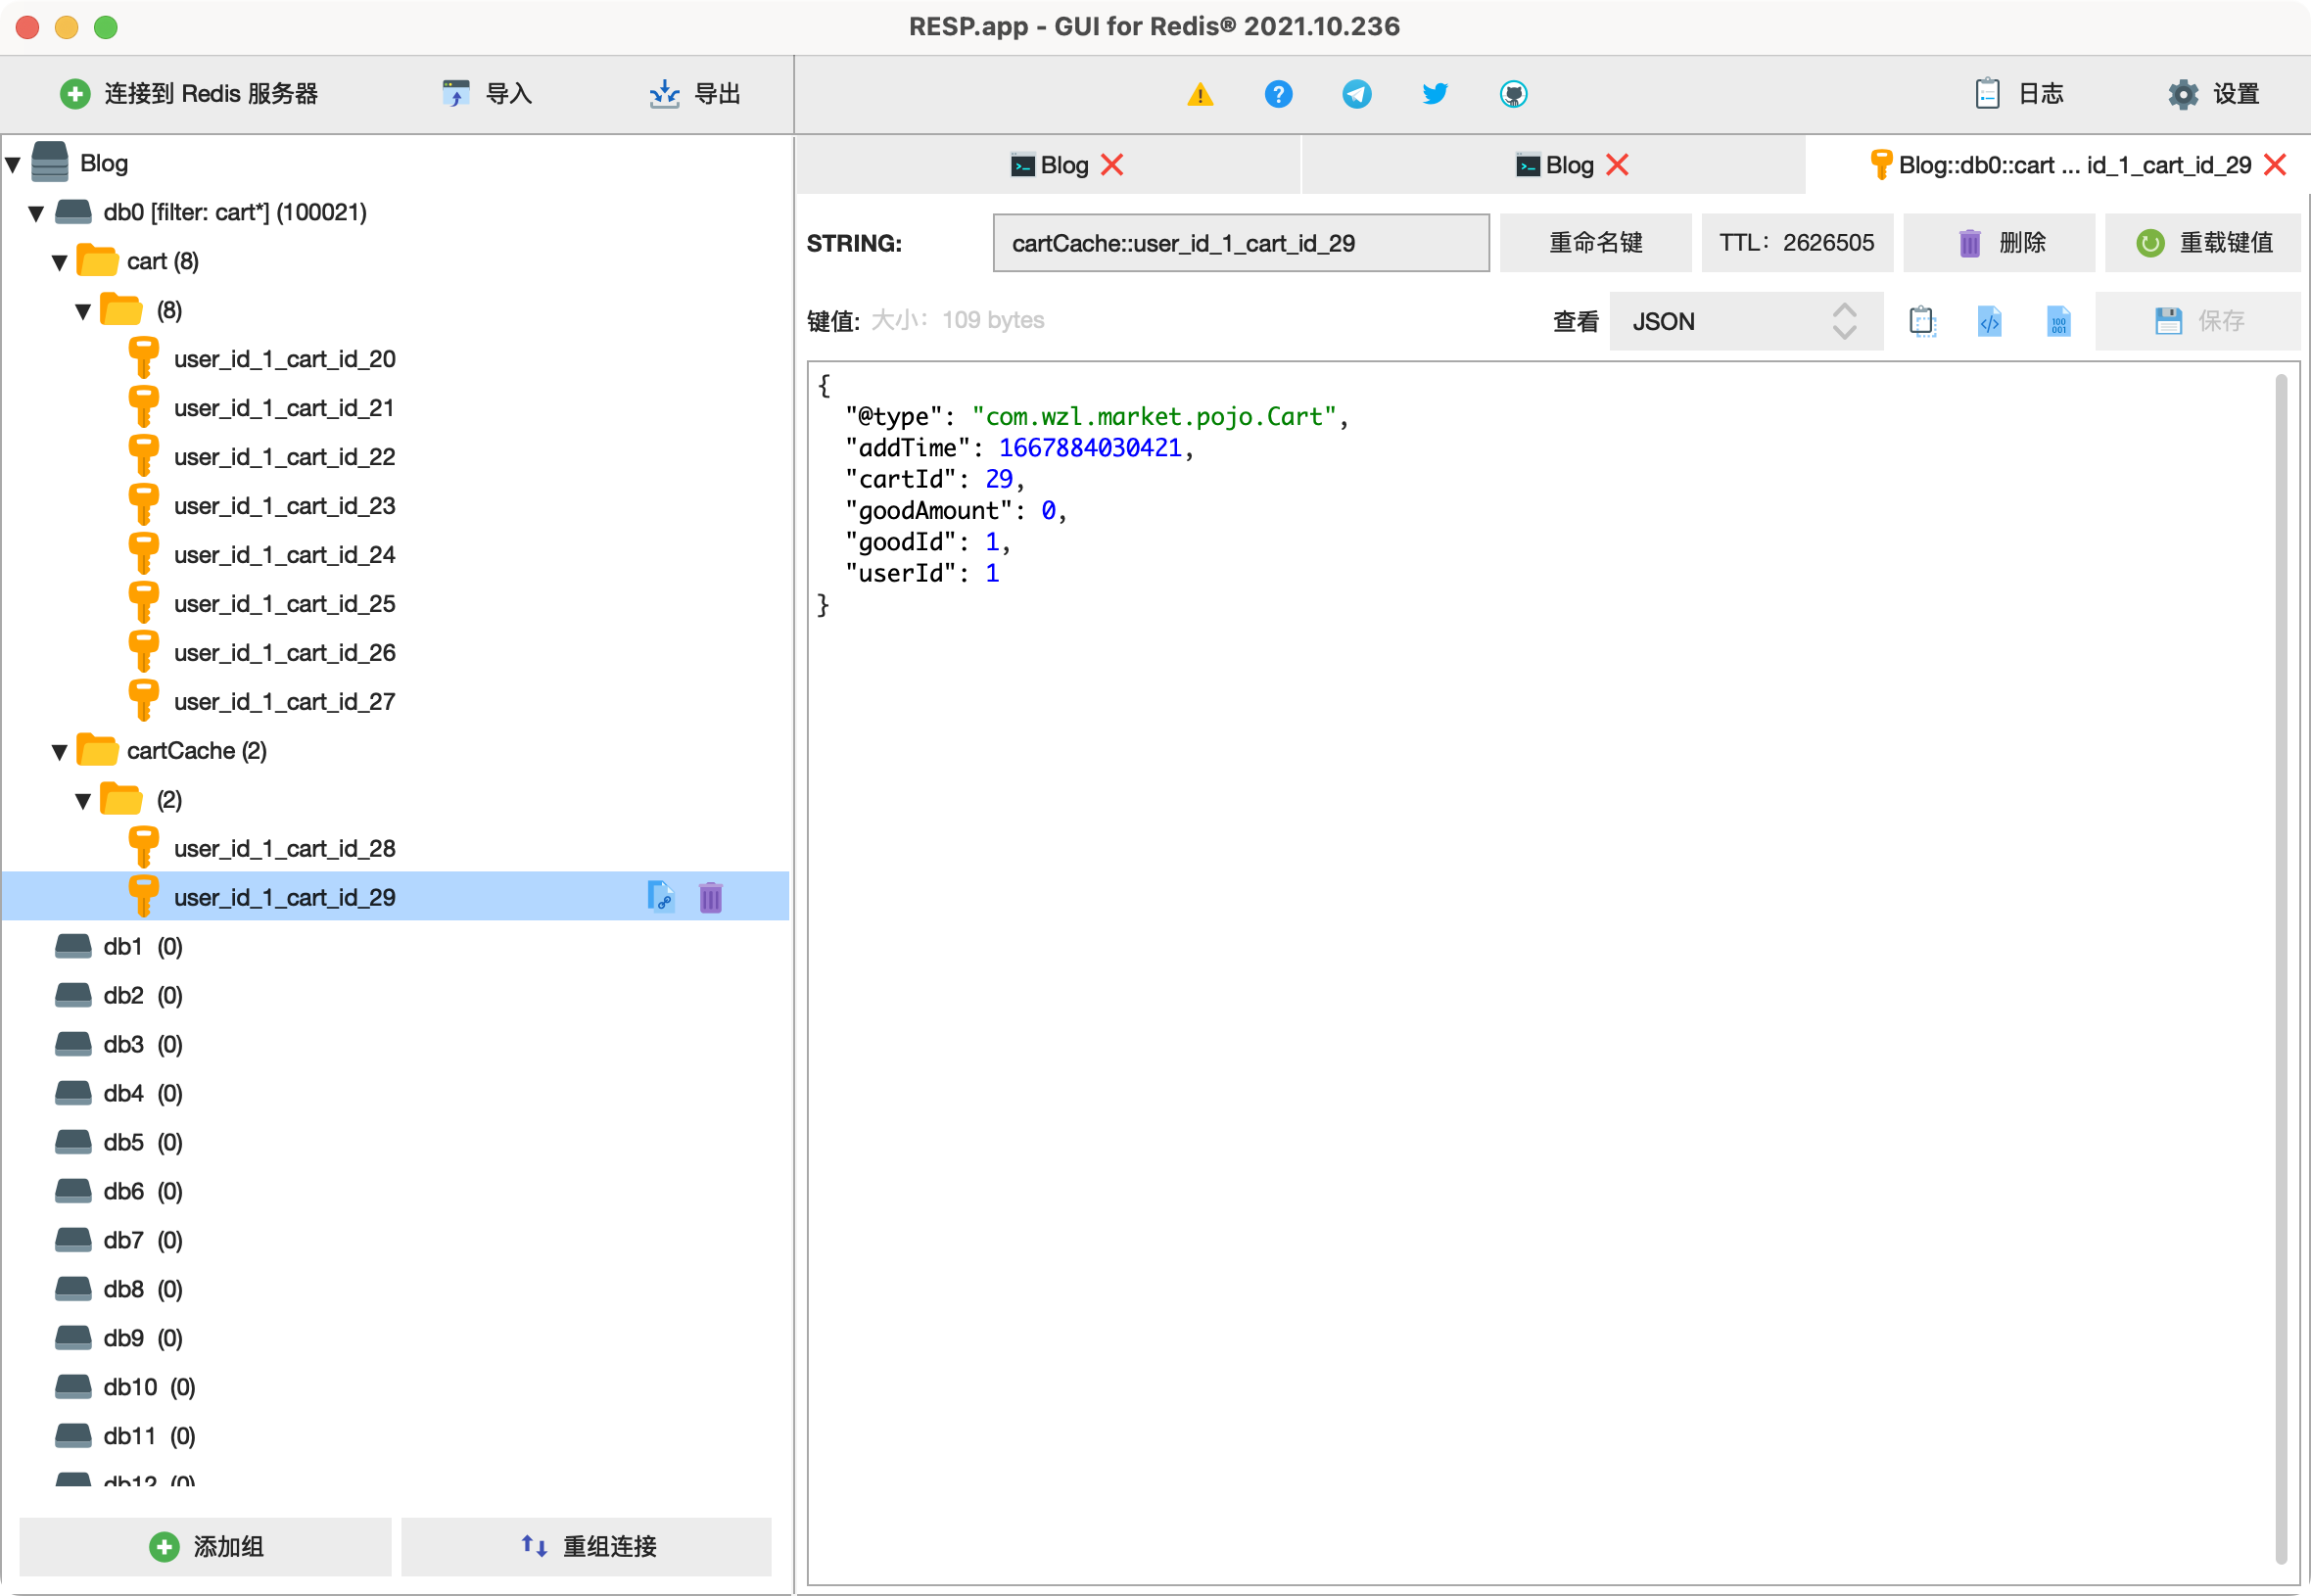 RESP.app - GUI for Redis® 2021.10.236
连接到 Redis 服务器 导入 导出 日志 设置
Blog
db0 [filter: cart*] (100021)
cart (8)
(8)
user_id_1_cart_id_20
user_id_1_cart_id_21
user_id_1_cart_id_22
user_id_1_cart_id_23
user_id_1_cart_id_24
user_id_1_cart_id_25
user_id_1_cart_id_26
user_id_1_cart_id_27
cartCache (2)
(2)
user_id_1_cart_id_28
user_id_1_cart_id_29
db1 (0)
db2 (0)
db3 (0)
db4 (0)
db5 (0)
db6 (0)
db7 (0)
db8 (0)
db9 (0)
db10 (0)
db11 (0)
db12 (0)
添加组 重组连接
Blog Blog Blog::db0::cart ... id_1_cart_id_29
STRING: cartCache::user_id_1_cart_id_29 重命名键 TTL: 2626505 删除 重载键值
键值: 大小: 109 bytes 查看 JSON 保存
{
"@type": "com.wzl.market.pojo.Cart",
"addTime": 1667884030421,
"cartId": 29,
"goodAmount": 0,
"goodId": 1,
"userId": 1
}